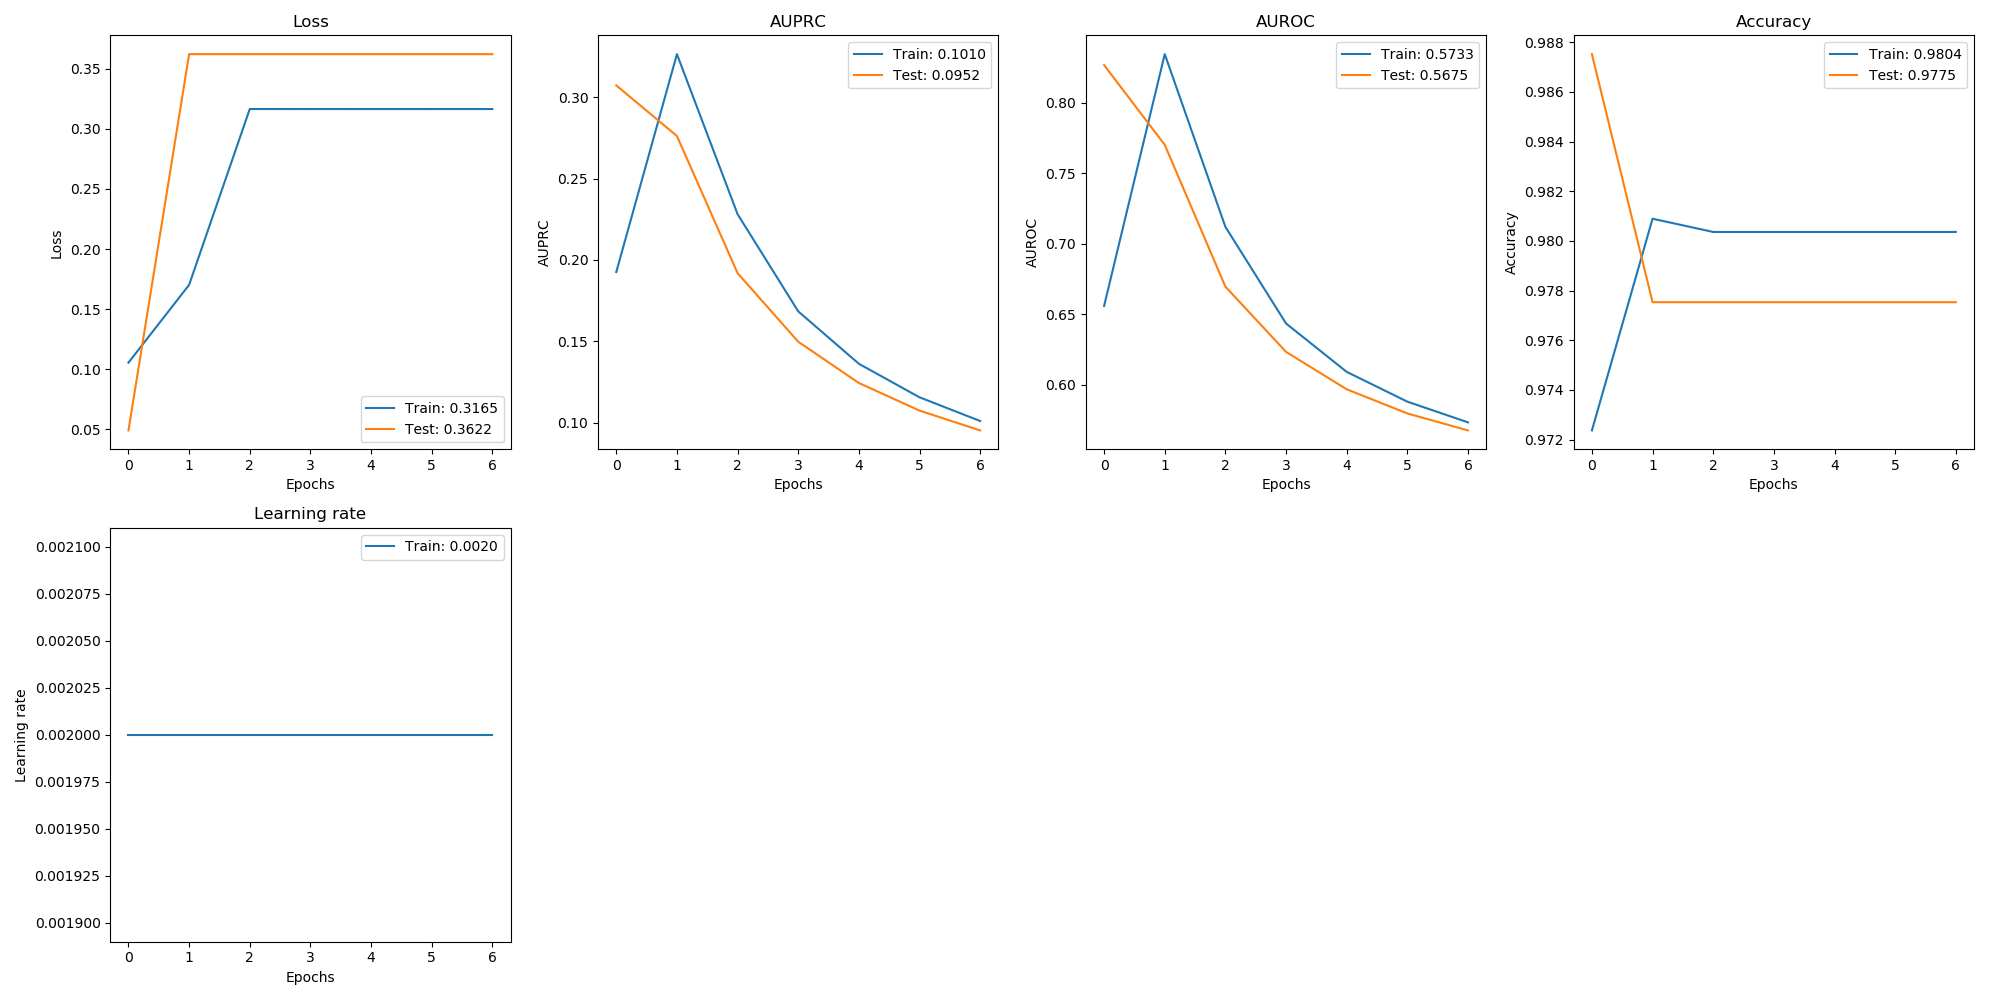 Loss
0.35
0.30
0.25
0.20
0.15
0.10
0.05
Loss
Train: 0.3165
Test: 0.3622
0 1 2 3 4 5 6
Epochs
AUPRC
Train: 0.1010
Test: 0.0952
0.30
0.25
0.20
0.15
0.10
AUPRC
0 1 2 3 4 5 6
Epochs
AUROC
Train: 0.5733
Test: 0.5675
0.80
0.75
0.70
0.65
0.60
AUROC
0 1 2 3 4 5 6
Epochs
Accuracy
Train: 0.9804
Test: 0.9775
0.988
0.986
0.984
0.982
0.980
0.978
0.976
0.974
0.972
Accuracy
0 1 2 3 4 5 6
Epochs
Learning rate
Train: 0.0020
0.002100
0.002075
0.002050
0.002025
0.002000
0.001975
0.001950
0.001925
0.001900
Learning rate
0 1 2 3 4 5 6
Epochs